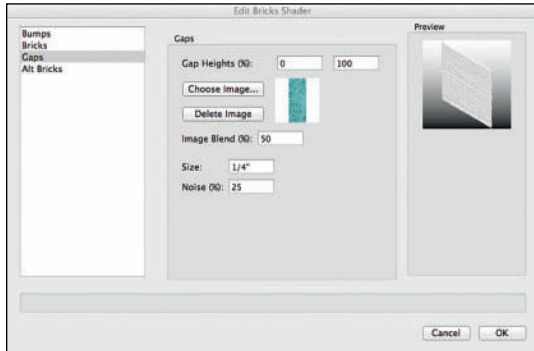 Edit Bricks Shader
Bumps
Bricks
Gaps
Alt Bricks
Gaps
Gap Heights (%): 0 100
Choose Image...
Delete Image
Image Blend (%): 50
Size: 1/4"
Noise (%): 25
Preview
Cancel OK